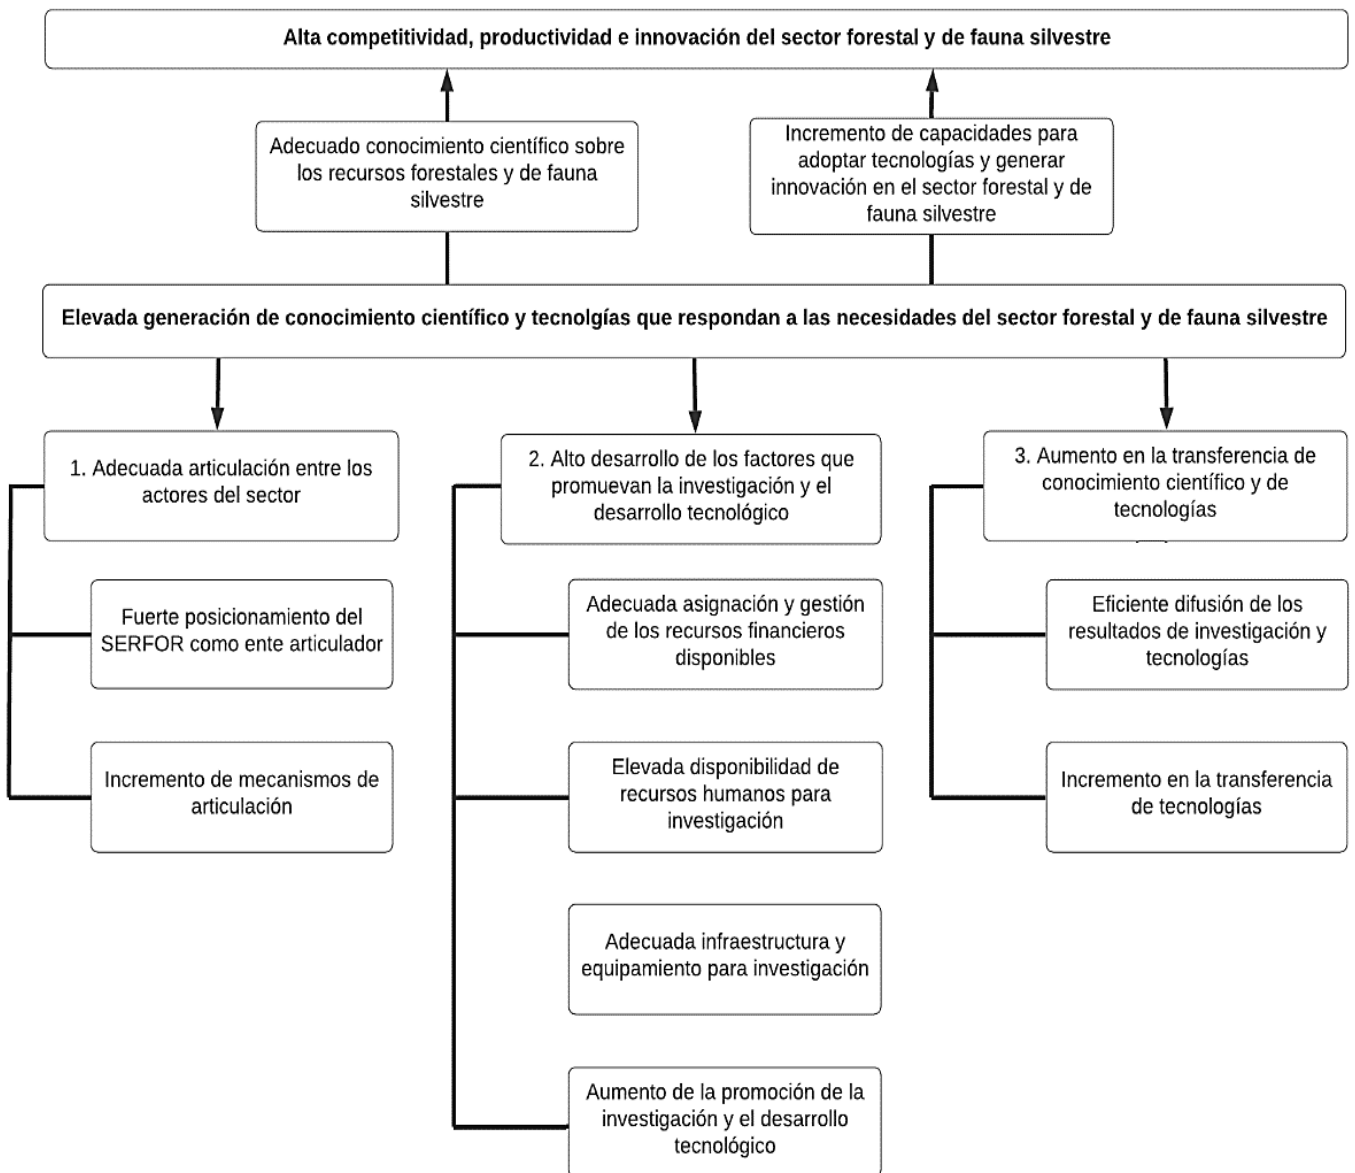 Alta competitividad, productividad e innovación del sector forestal y de fauna silvestre
Adecuado conocimiento científico sobre
los recursos forestales y de fauna
silvestre
Incremento de capacidades para
adoptar tecnologías y generar
innovación en el sector forestal y de
fauna silvestre
Elevada generación de conocimiento científico y tecnolgías que respondan a las necesidades del sector forestal y de fauna silvestre
1. Adecuada articulación entre los
actores del sector
Fuerte posicionamiento del
SERFOR como ente articulador
Incremento de mecanismos de
articulación
2. Alto desarrollo de los factores que
promuevan la investigación y el
desarrollo tecnológico
Adecuada asignación y gestión
de los recursos financieros
disponibles
Elevada disponibilidad de
recursos humanos para
investigación
Adecuada infraestructura y
equipamiento para investigación
Aumento de la promoción de la
investigación y el desarrollo
tecnológico
3. Aumento en la transferencia de
conocimiento científico y de
tecnologías
Eficiente difusión de los
resultados de investigación y
tecnologías
Incremento en la transferencia
de tecnologías